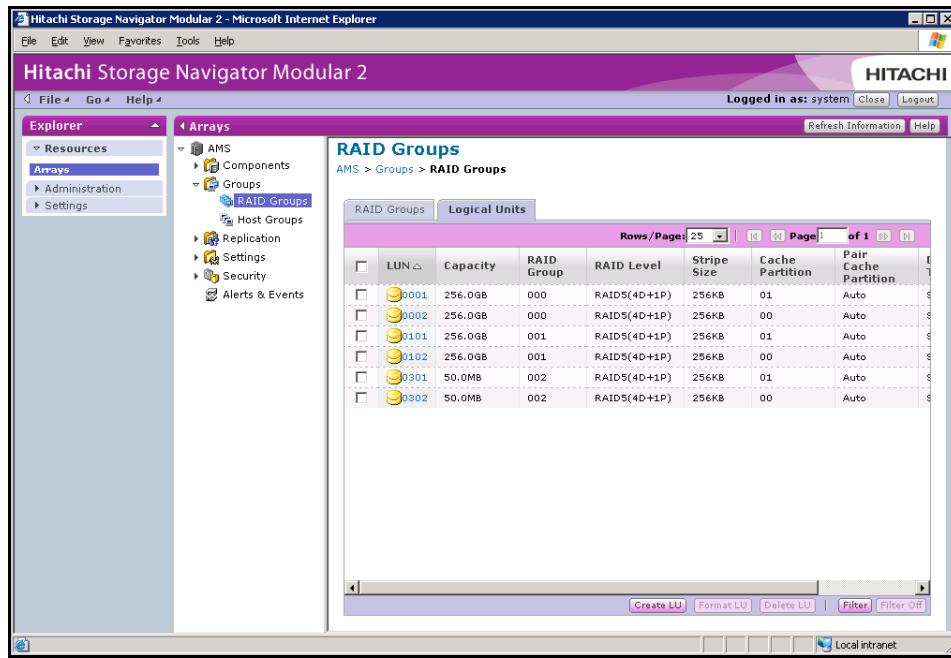 Hitachi Storage Navigator Modular 2 - Microsoft Internet Explorer
File Edit View Favorites Tools Help
Hitachi Storage Navigator Modular 2
HITACHI
File Go Help
Logged in as: system Close Logout
Explorer
Arrays
Refresh Information Help
Resources
Arrays
Administration
Settings
AMS
Components
Groups
RAID Groups
Host Groups
Replication
Settings
Security
Alerts & Events
RAID Groups
AMS > Groups > RAID Groups
RAID Groups Logical Units
Rows/Page: 25 Page 1 of 1
LUN Capacity RAID Group RAID Level Stripe Size Cache Partition Pair Cache Partition
0001 256.0GB 000 RAID5(4D+1P) 256KB 01 Auto
0002 256.0GB 000 RAID5(4D+1P) 256KB 00 Auto
0101 256.0GB 001 RAID5(4D+1P) 256KB 01 Auto
0102 256.0GB 001 RAID5(4D+1P) 256KB 00 Auto
0301 50.0MB 002 RAID5(4D+1P) 256KB 01 Auto
0302 50.0MB 002 RAID5(4D+1P) 256KB 00 Auto
Create LU Format LU Delete LU Filter Filter Off
Local intranet